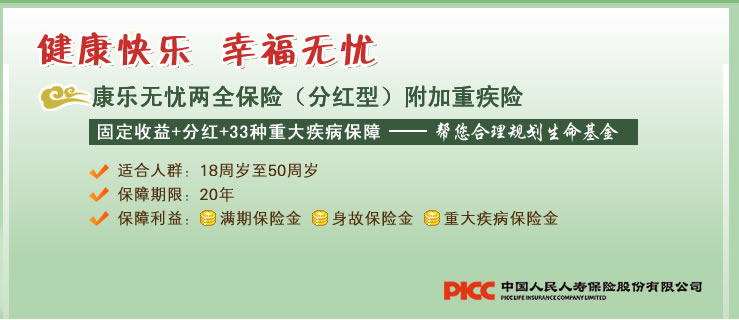 健康快乐 幸福无忧
康乐无忧两全保险（分红型）附加重疾险
固定收益+分红+33种重大疾病保障 —— 帮您合理规划生命基金
适合人群：18周岁至50周岁
保障期限：20年
保障利益：满期保险金 身故保险金 重大疾病保险金
PICC 中国人民人寿保险股份有限公司
PICC LIFE INSURANCE COMPANY LIMITED